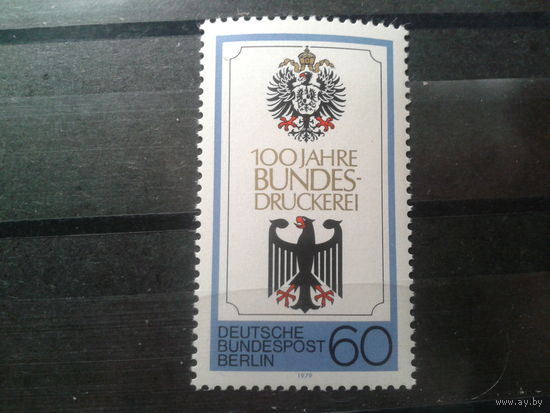 100 JAHRE
BUNDES-
DRUCKEREI
DEUTSCHE
BUNDESPOST
BERLIN
60
1979
www.ay.by